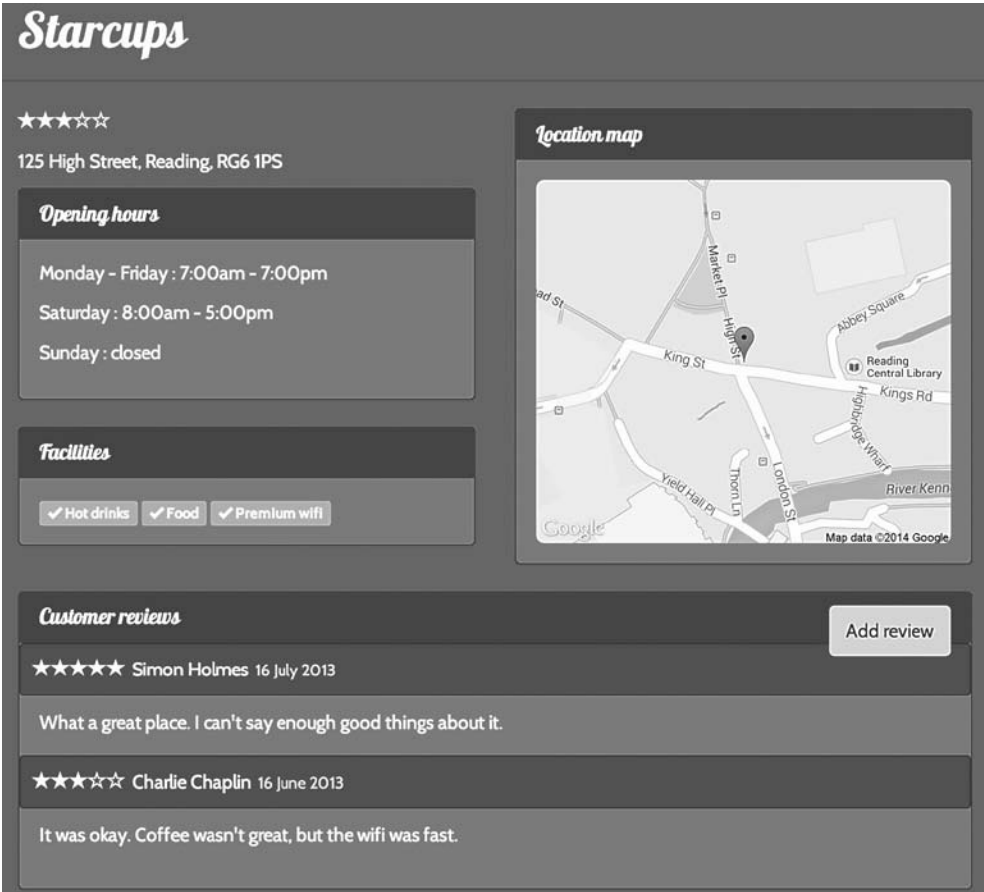 Starcups
★★★☆☆
125 High Street, Reading, RG6 1PS
Opening hours
Monday - Friday : 7:00am - 7:00pm
Saturday : 8:00am - 5:00pm
Sunday : closed
Facilities
✔Hot drinks ✔Food ✔Premium wifi
Location map
Market Pl
High St
ad St
King St
Abbey Square
Reading
Central Library
Kings Rd
Highbridge Wharf
Yield Hall Pl
Thorn Ln
London St
River Kenn
Google
Map data ©2014 Google
Customer reviews
Add review
★★★★★ Simon Holmes 16 July 2013
What a great place. I can't say enough good things about it.
★★★☆☆ Charlie Chaplin 16 June 2013
It was okay. Coffee wasn't great, but the wifi was fast.